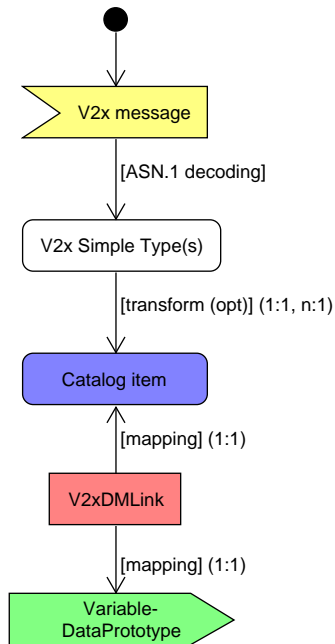 V2x message
[ASN.1 decoding]
V2x Simple Type(s)
[transform (opt)] (1:1, n:1)
Catalog item
[mapping] (1:1)
V2xDMLink
[mapping] (1:1)
Variable-
DataPrototype